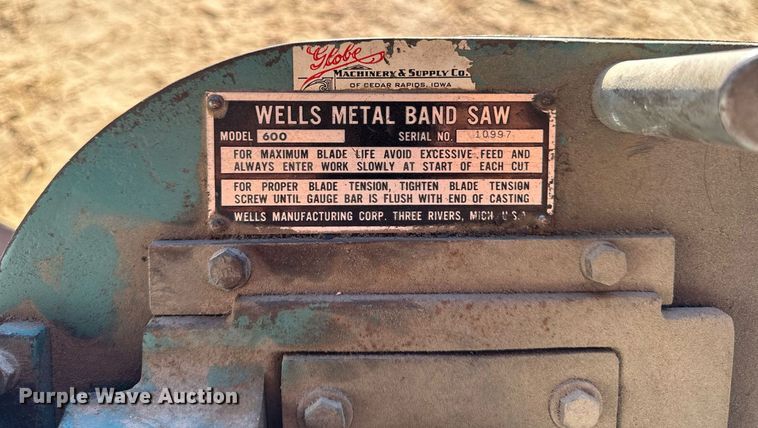 Globe
MACHINERY & SUPPLY CO.
OF CEDAR RAPIDS, IOWA
WELLS METAL BAND SAW
MODEL 600 SERIAL NO. 10997
FOR MAXIMUM BLADE LIFE AVOID EXCESSIVE FEED AND
ALWAYS ENTER WORK SLOWLY AT START OF EACH CUT
FOR PROPER BLADE TENSION, TIGHTEN BLADE TENSION
SCREW UNTIL GAUGE BAR IS FLUSH WITH END OF CASTING
WELLS MANUFACTURING CORP. THREE RIVERS, MICH. U.S.A.
Purple Wave Auction